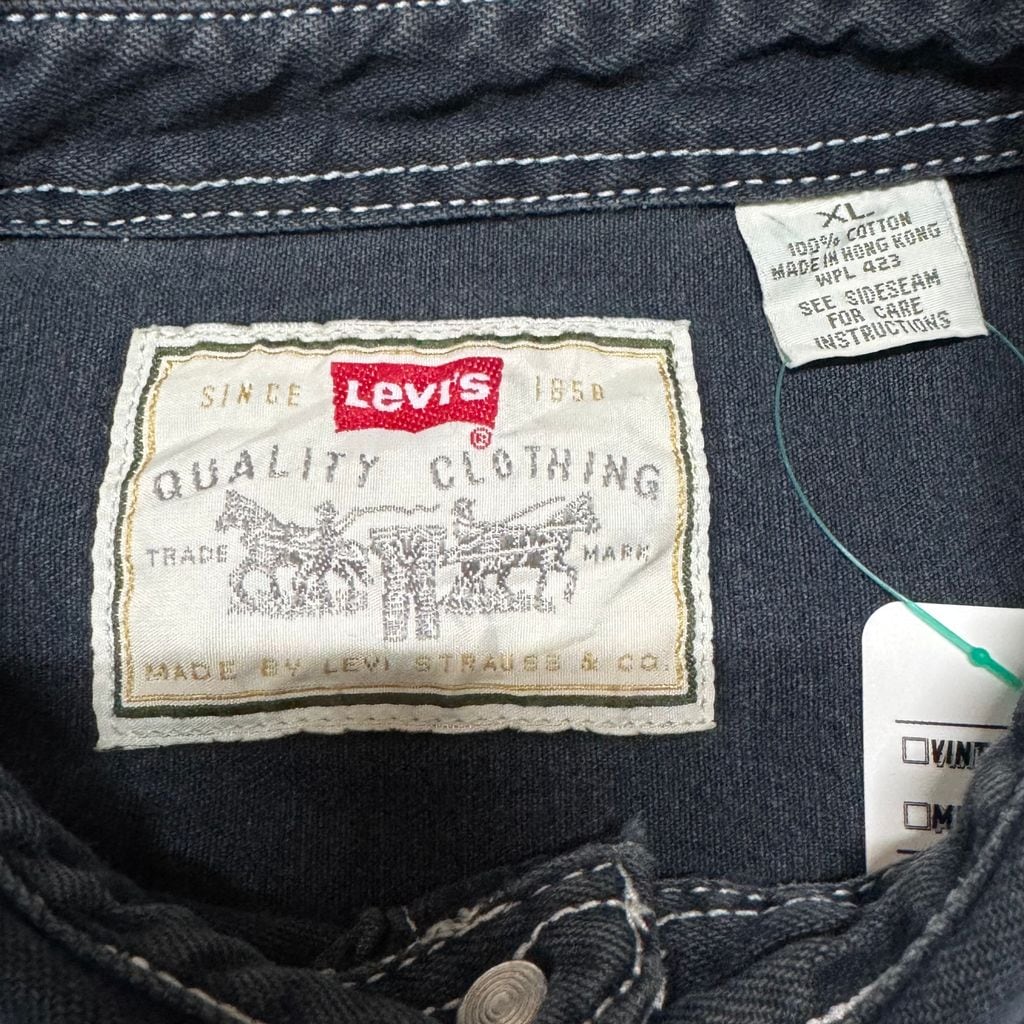 XL
100% COTTON
MADE IN HONG KONG
WPL 423
SEE SIDESEAM
FOR CARE
INSTRUCTIONS
SINCE LEVI'S 1850
®
QUALITY CLOTHING
TRADE MARK
MADE BY LEVI STRAUSS & CO.
VINT
M